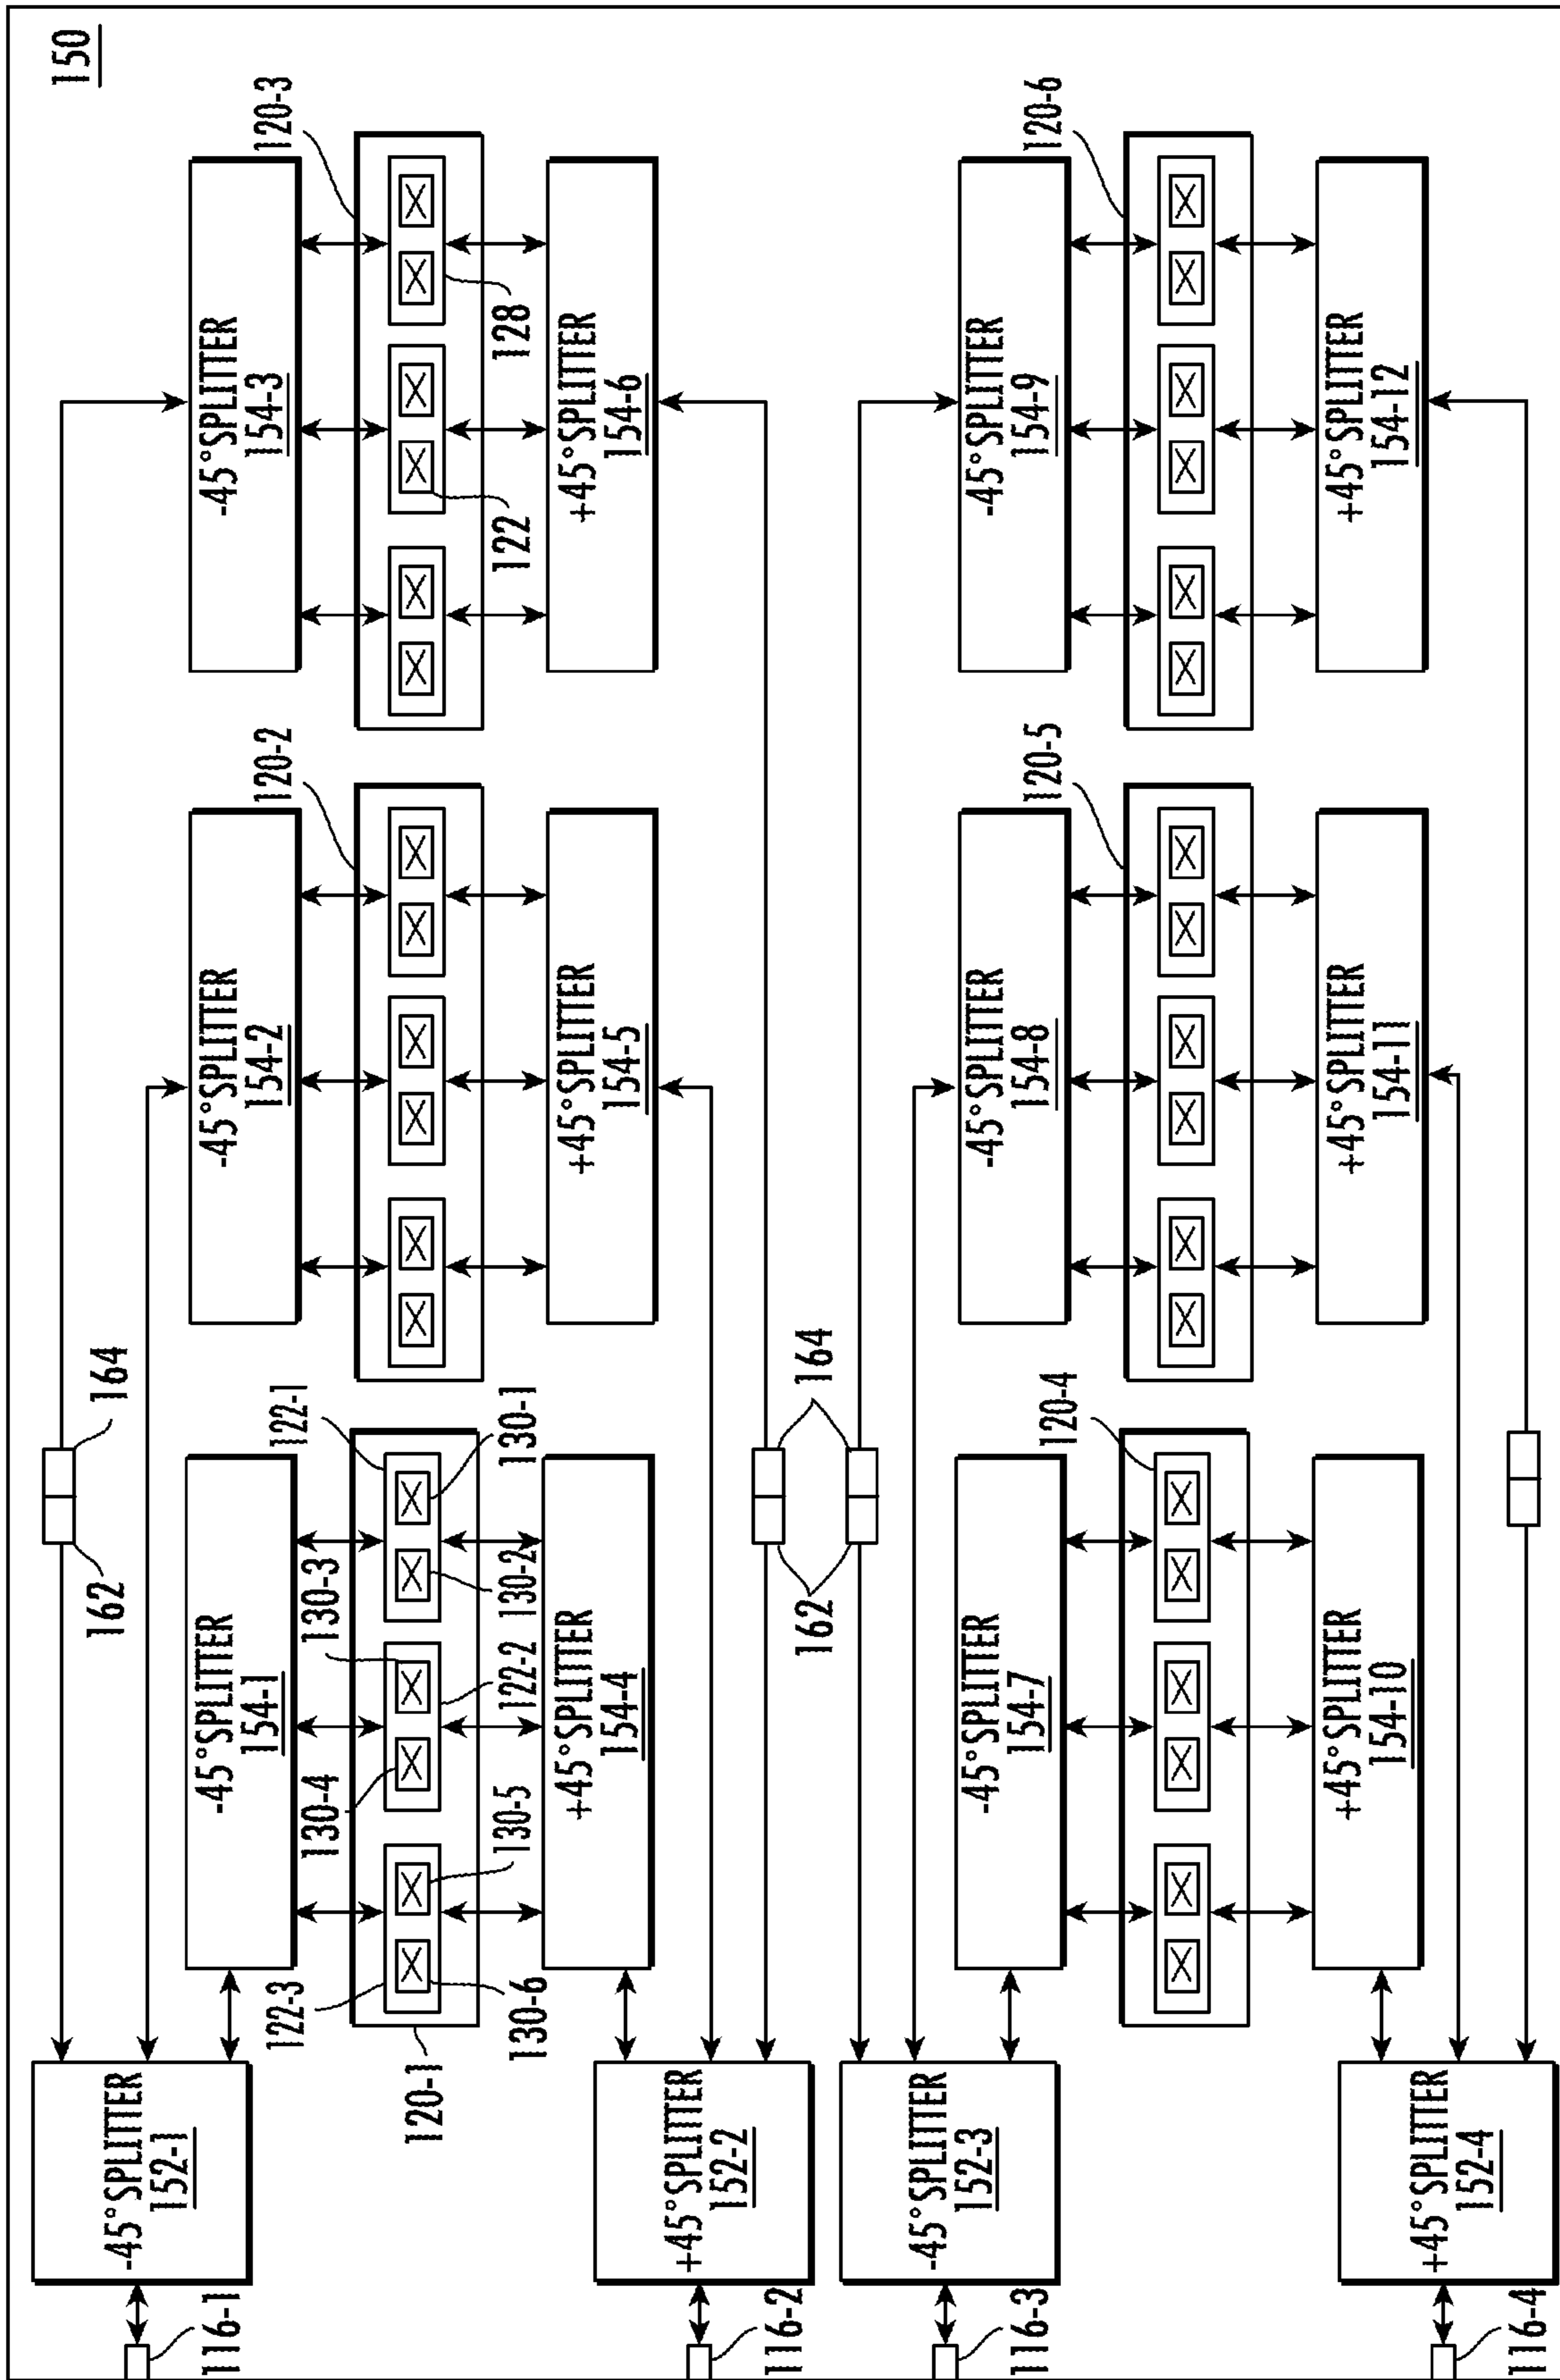 150
116-1
-45°SPLITTER
152-1
162
164
-45°SPLITTER
154-1
-45°SPLITTER
154-2
-45°SPLITTER
154-3
120-1
122-3
130-6
130-5
130-4
130-3
122-2
130-2
130-1
122-1
120-2
120-3
122
128
116-2
+45°SPLITTER
152-2
+45°SPLITTER
154-4
+45°SPLITTER
154-5
+45°SPLITTER
154-6
162
164
116-3
-45°SPLITTER
152-3
-45°SPLITTER
154-7
-45°SPLITTER
154-8
-45°SPLITTER
154-9
120-4
120-5
120-6
116-4
+45°SPLITTER
152-4
+45°SPLITTER
154-10
+45°SPLITTER
154-11
+45°SPLITTER
154-12